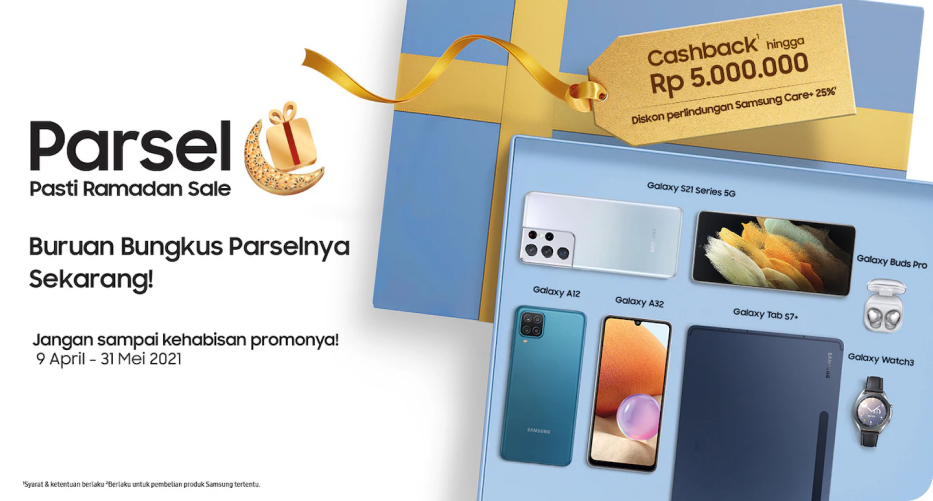 Parsel
Pasti Ramadan Sale
Buruan Bungkus Parselnya
Sekarang!
Jangan sampai kehabisan promonya!
9 April - 31 Mei 2021
¹Syarat & ketentuan berlaku ²Berlaku untuk pembelian produk Samsung tertentu.
Cashback¹ hingga
Rp 5.000.000
Diskon perlindungan Samsung Care+ 25%²
Galaxy S21 Series 5G
Galaxy Buds Pro
Galaxy A12
Galaxy A32
Galaxy Tab S7+
Galaxy Watch3
SAMSUNG
SAMSUNG